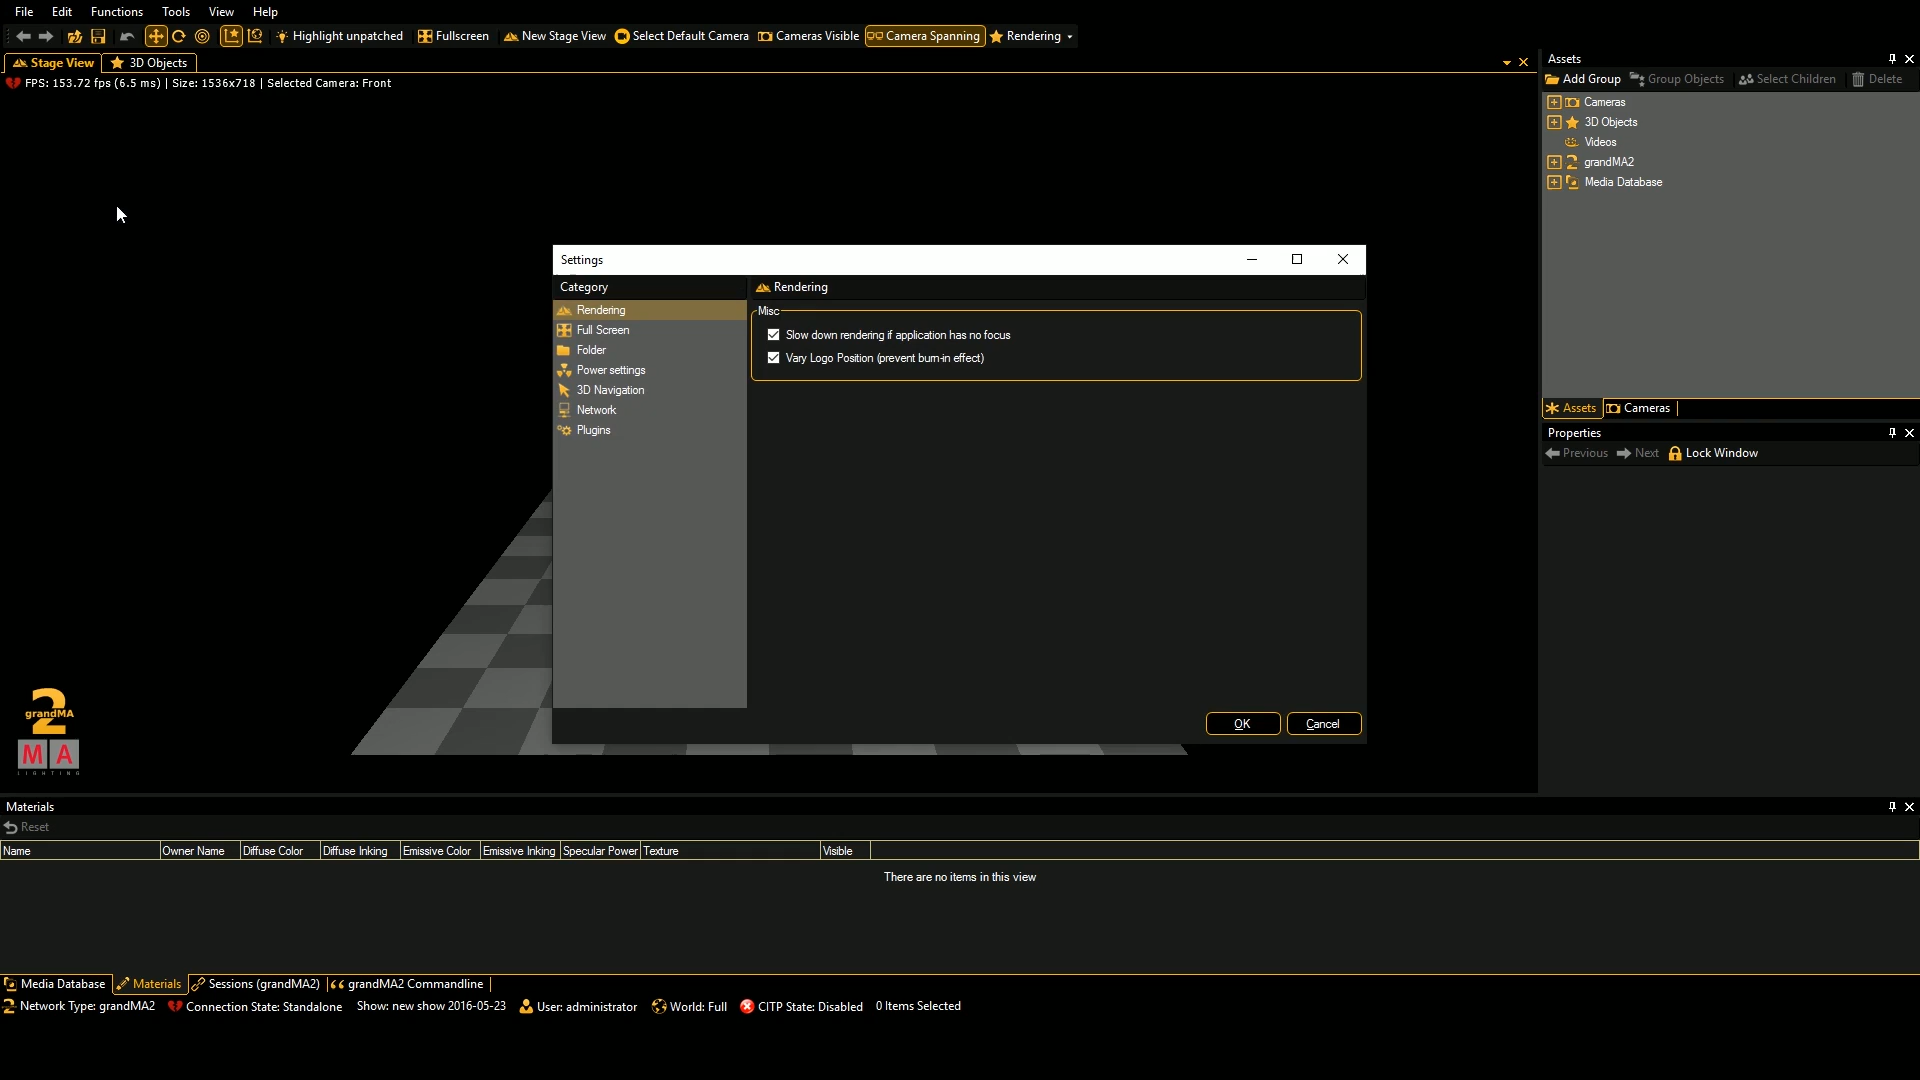 File Edit Functions Tools View Help
Highlight unpatched Fullscreen New Stage View Select Default Camera Cameras Visible Camera Spanning Rendering
Stage View 3D Objects
FPS: 153.72 fps (6.5 ms) | Size: 1536x718 | Selected Camera: Front
Assets
Add Group Group Objects Select Children Delete
Cameras
3D Objects
Videos
grandMA2
Media Database
Assets Cameras
Properties
Previous Next Lock Window
Settings
Category
Rendering
Full Screen
Folder
Power settings
3D Navigation
Network
Plugins
Rendering
Misc
Slow down rendering if application has no focus
Vary Logo Position (prevent burn-in effect)
OK Cancel
2
grandMA
MA
LIGHTING
Materials
Reset
Name Owner Name Diffuse Color Diffuse Inking Emissive Color Emissive Inking Specular Power Texture Visible
There are no items in this view
Media Database Materials Sessions (grandMA2) grandMA2 Commandline
Network Type: grandMA2 Connection State: Standalone Show: new show 2016-05-23 User: administrator World: Full CITP State: Disabled 0 Items Selected